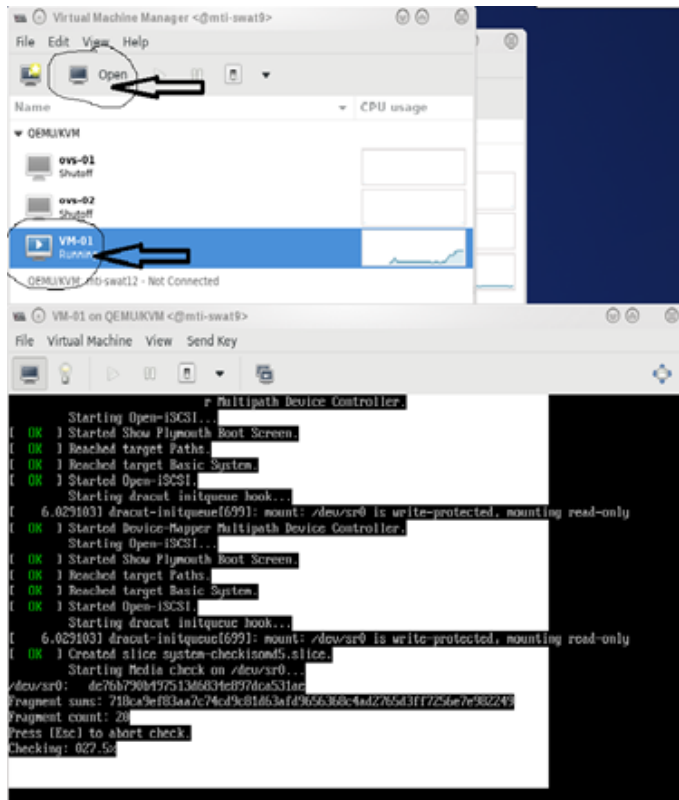 Virtual Machine Manager <@mti-swat9>
File Edit View Help
Open
Name CPU usage
QEMU/KVM
ovs-01
Shutoff
ovs-02
Shutoff
VM-01
Running
QEMU/KVM: mti-swat12 - Not Connected
VM-01 on QEMU/KVM <@mti-swat9>
File Virtual Machine View Send Key
r Multipath Device Controller.
Starting Open-iSCSI...
[ OK ] Started Show Plymouth Boot Screen.
[ OK ] Reached target Paths.
[ OK ] Reached target Basic System.
[ OK ] Started Open-iSCSI.
Starting dracut initqueue hook...
[ 6.029103] dracut-initqueue[699]: mount: /dev/sr0 is write-protected, mounting read-only
[ OK ] Started Device-Mapper Multipath Device Controller.
Starting Open-iSCSI...
[ OK ] Started Show Plymouth Boot Screen.
[ OK ] Reached target Paths.
[ OK ] Reached target Basic System.
[ OK ] Started Open-iSCSI.
Starting dracut initqueue hook...
[ 6.029103] dracut-initqueue[699]: mount: /dev/sr0 is write-protected, mounting read-only
[ OK ] Created slice system-checkisomd5.slice.
Starting Media check on /dev/sr0...
/dev/sr0: de76b790b497513d6834e897dca531ae
Fragment sums: 718ca9ef83aa7c74cd9c81d63afd9656368c4ad2765d3ff7256e7e982249
Fragment count: 20
Press [Esc] to abort check.
Checking: 027.5%